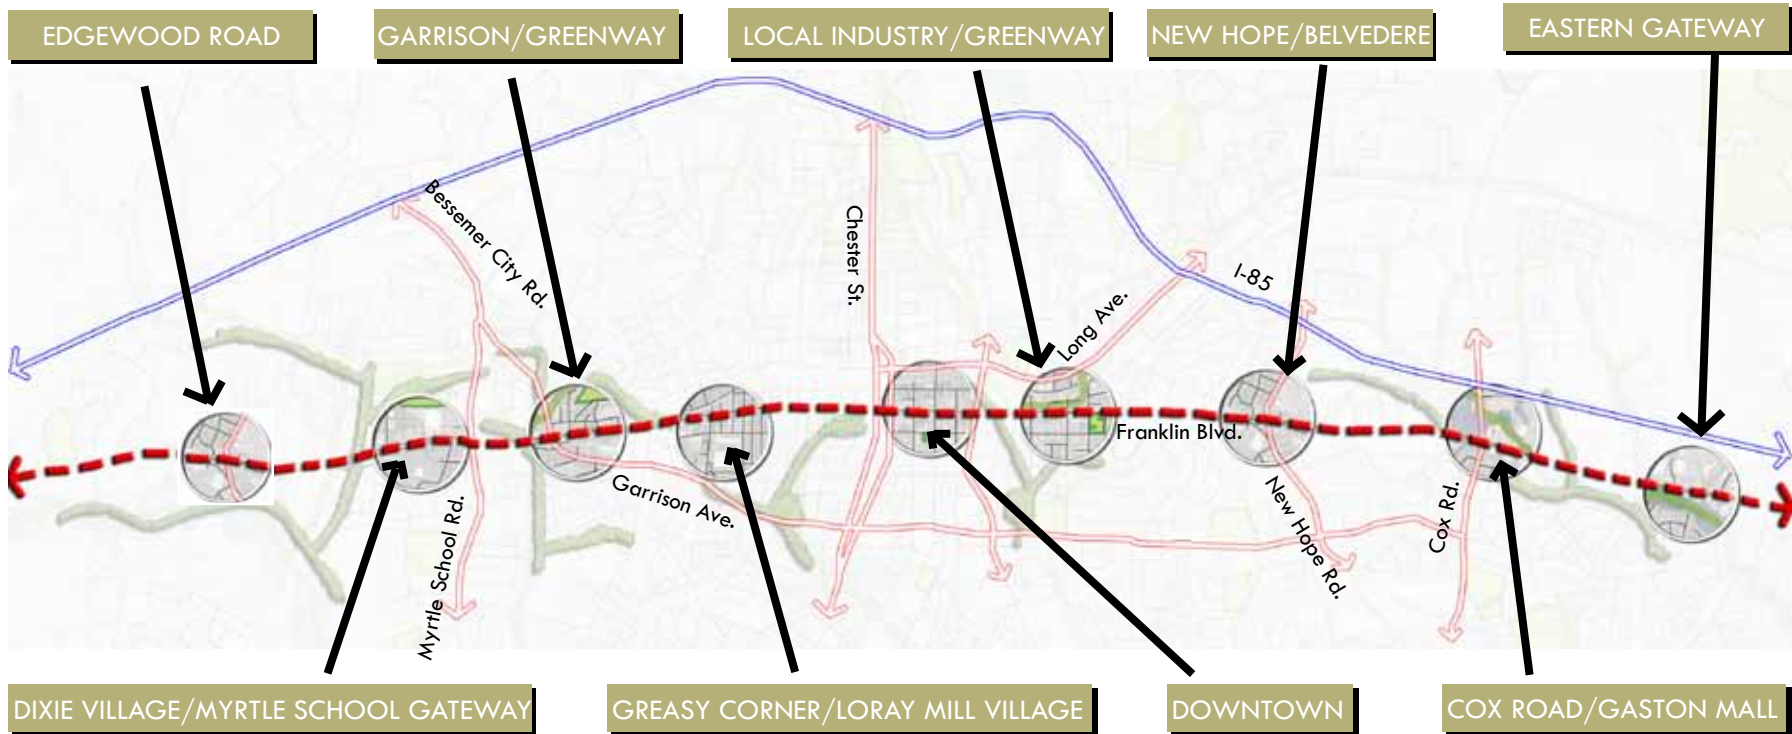 EDGEWOOD ROAD
GARRISON/GREENWAY
LOCAL INDUSTRY/GREENWAY
NEW HOPE/BELVEDERE
EASTERN GATEWAY
Bessemer City Rd.
Chester St.
I-85
Long Ave.
Franklin Blvd.
Garrison Ave.
Myrtle School Rd.
New Hope Rd.
Cox Rd.
DIXIE VILLAGE/MYRTLE SCHOOL GATEWAY
GREASY CORNER/LORAY MILL VILLAGE
DOWNTOWN
COX ROAD/GASTON MALL